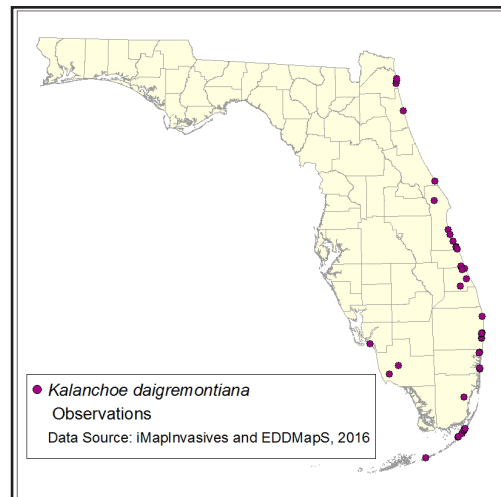 Kalanchoe daigremontiana
Observations
Data Source: iMapInvasives and EDDMapS, 2016